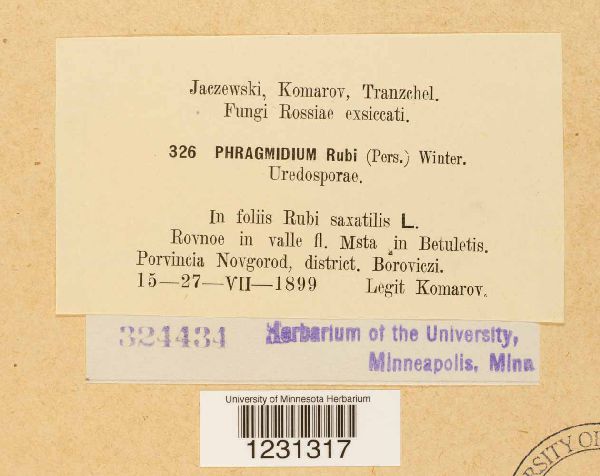 Jaczewski, Komarov, Tranzchel.
Fungi Rossiae exsiccati.
326 PHRAGMIDIUM Rubi (Pers.) Winter.
Uredosporae.
In foliis Rubi saxatilis L.
Rovnoe in valle fl. Msta in Betuletis.
Porvincia Novgorod, district. Boroviczi.
15—27—VII—1899 Legit Komarov.
324434 Herbarium of the University,
Minneapolis, Minn
University of Minnesota Herbarium
1231317